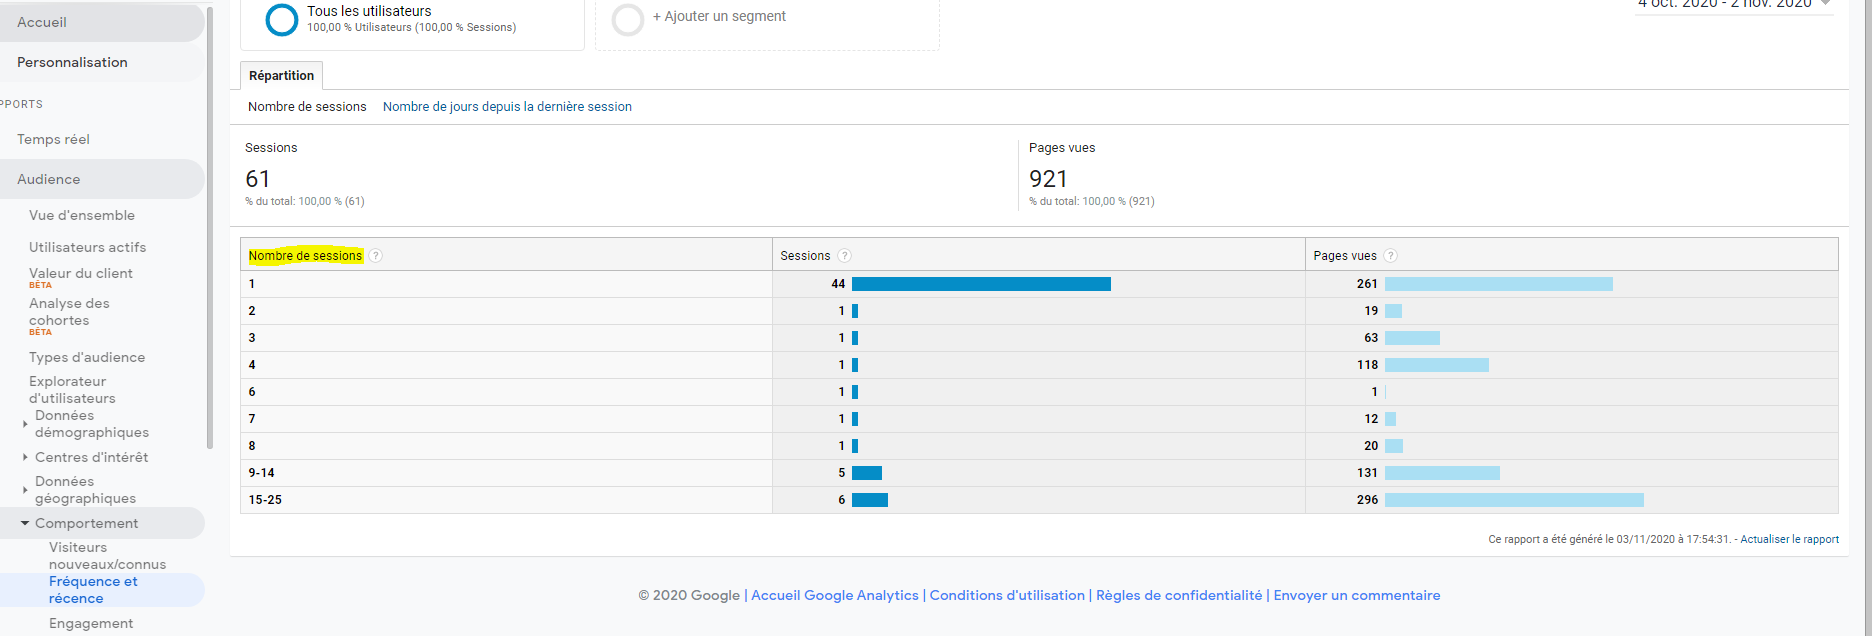 Accueil
Personnalisation
PPORTS
Temps réel
Audience
Vue d'ensemble
Utilisateurs actifs
Valeur du client
BÊTA
Analyse des
cohortes
BÊTA
Types d'audience
Explorateur
d'utilisateurs
Données
démographiques
Centres d'intérêt
Données
géographiques
Comportement
Visiteurs
nouveaux/connus
Fréquence et
récence
Engagement
Tous les utilisateurs
100,00 % Utilisateurs (100,00 % Sessions)
+ Ajouter un segment
4 oct. 2020 - 2 nov. 2020
Répartition
Nombre de sessions Nombre de jours depuis la dernière session
Sessions
61
% du total: 100,00 % (61)
Pages vues
921
% du total: 100,00 % (921)
Nombre de sessions ? Sessions ? Pages vues ?
1 44 261
2 1 19
3 1 63
4 1 118
6 1 1
7 1 12
8 1 20
9-14 5 131
15-25 6 296
Ce rapport a été généré le 03/11/2020 à 17:54:31. - Actualiser le rapport
© 2020 Google | Accueil Google Analytics | Conditions d'utilisation | Règles de confidentialité | Envoyer un commentaire